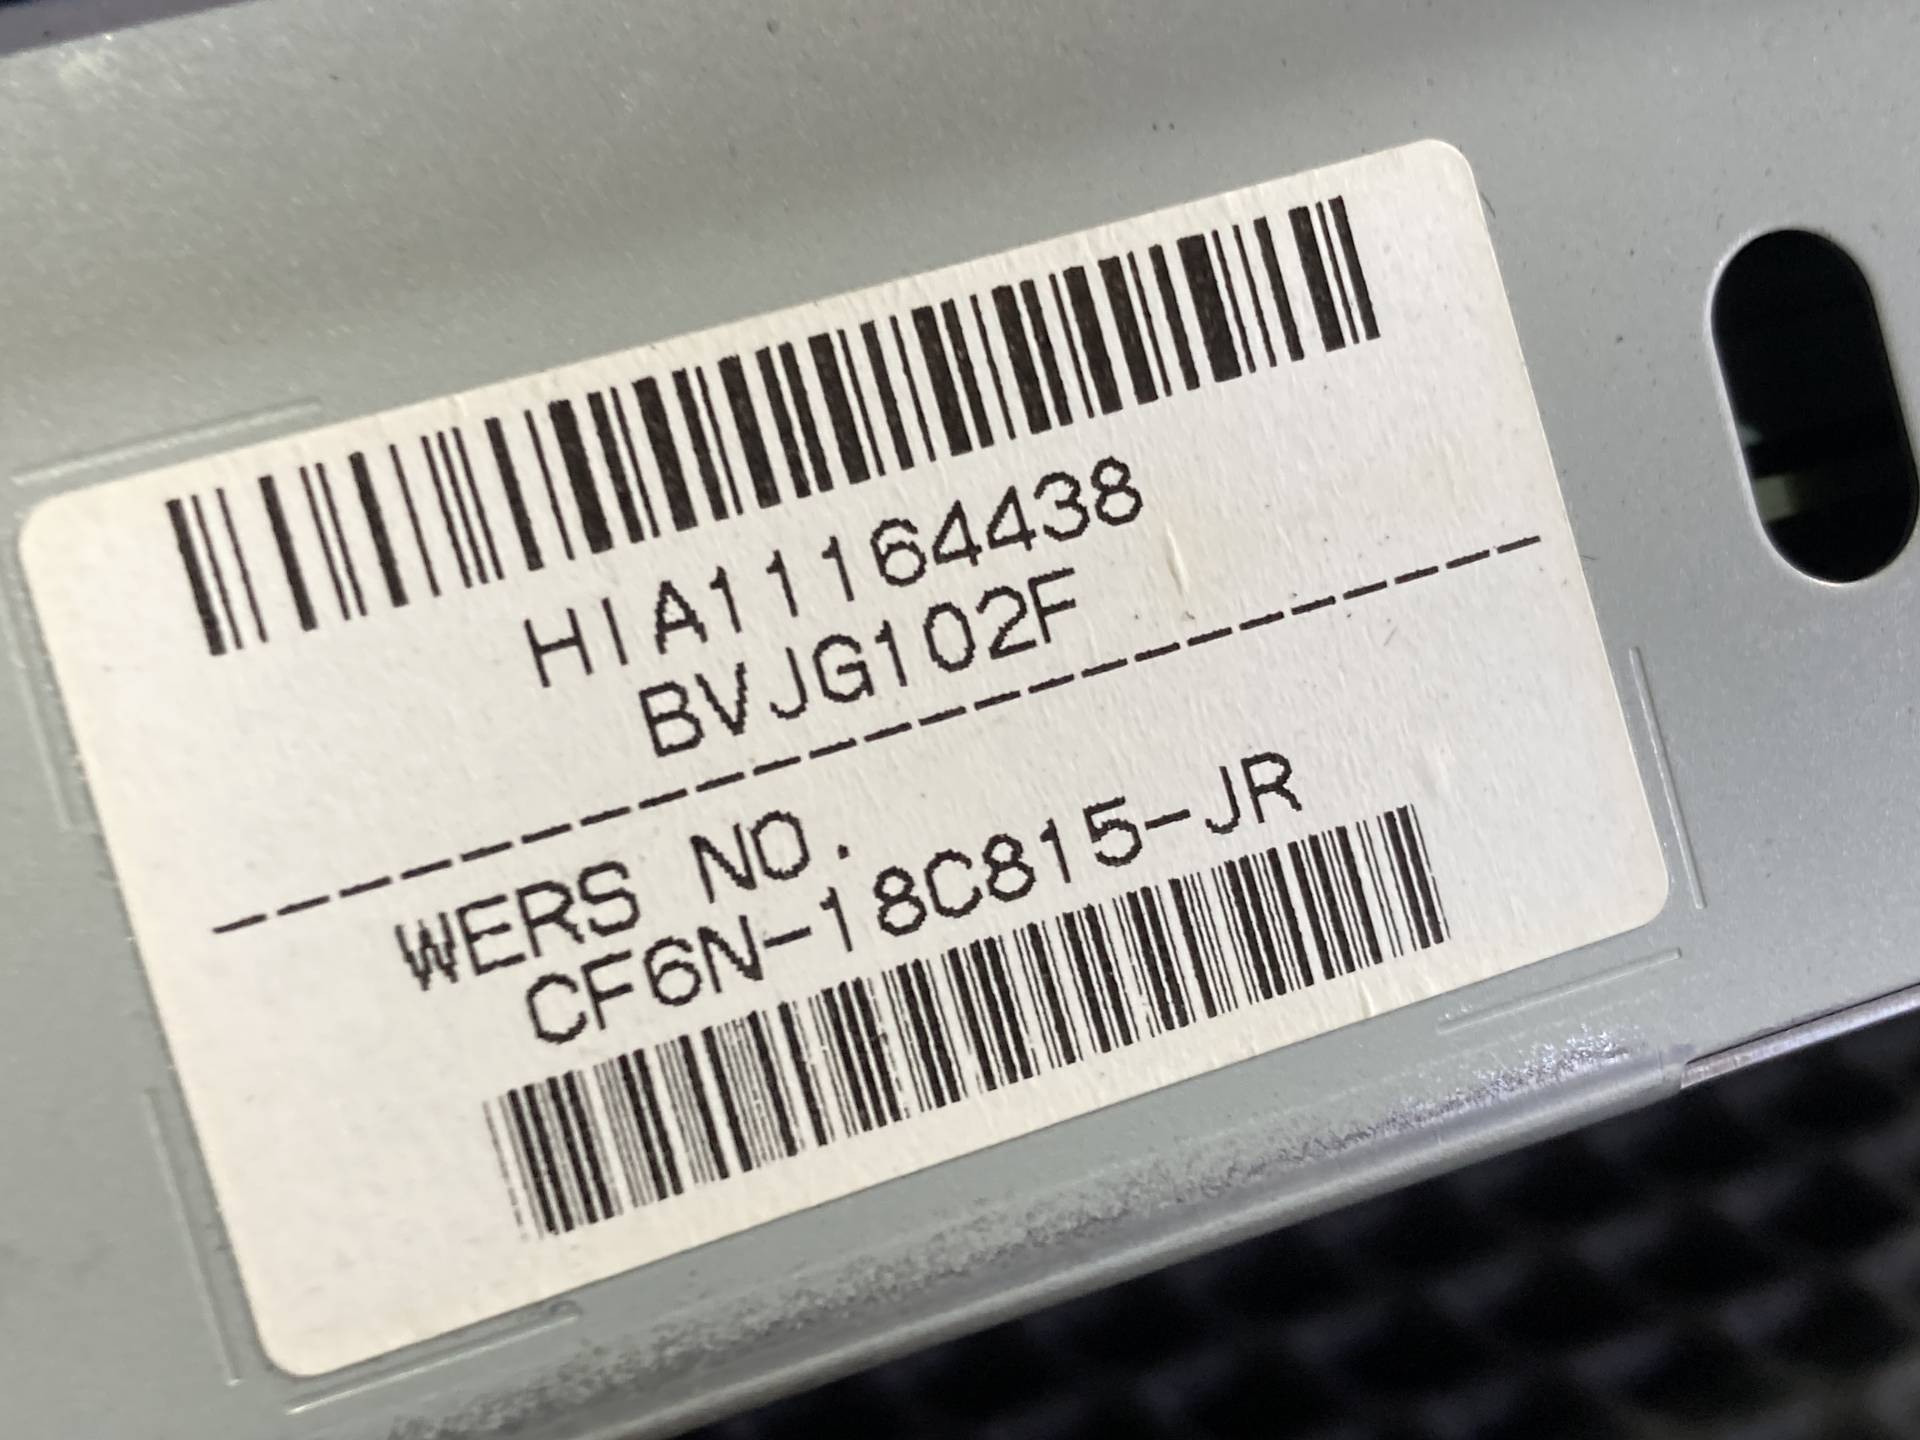 HIA11164438
BVJG102F
WERS NO.
CF6N-18C815-JR